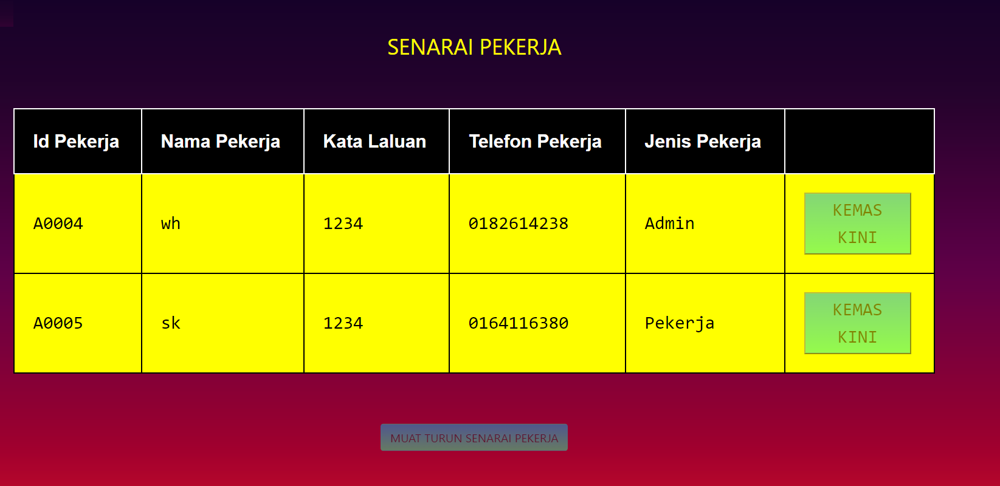 SENARAI PEKERJA
Id Pekerja Nama Pekerja Kata Laluan Telefon Pekerja Jenis Pekerja
A0004 wh 1234 0182614238 Admin KEMAS
KINI
A0005 sk 1234 0164116380 Pekerja KEMAS
KINI
MUAT TURUN SENARAI PEKERJA